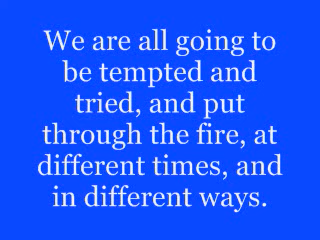 We are all going to
be tempted and
tried, and put
through the fire, at
different times, and
in different ways.